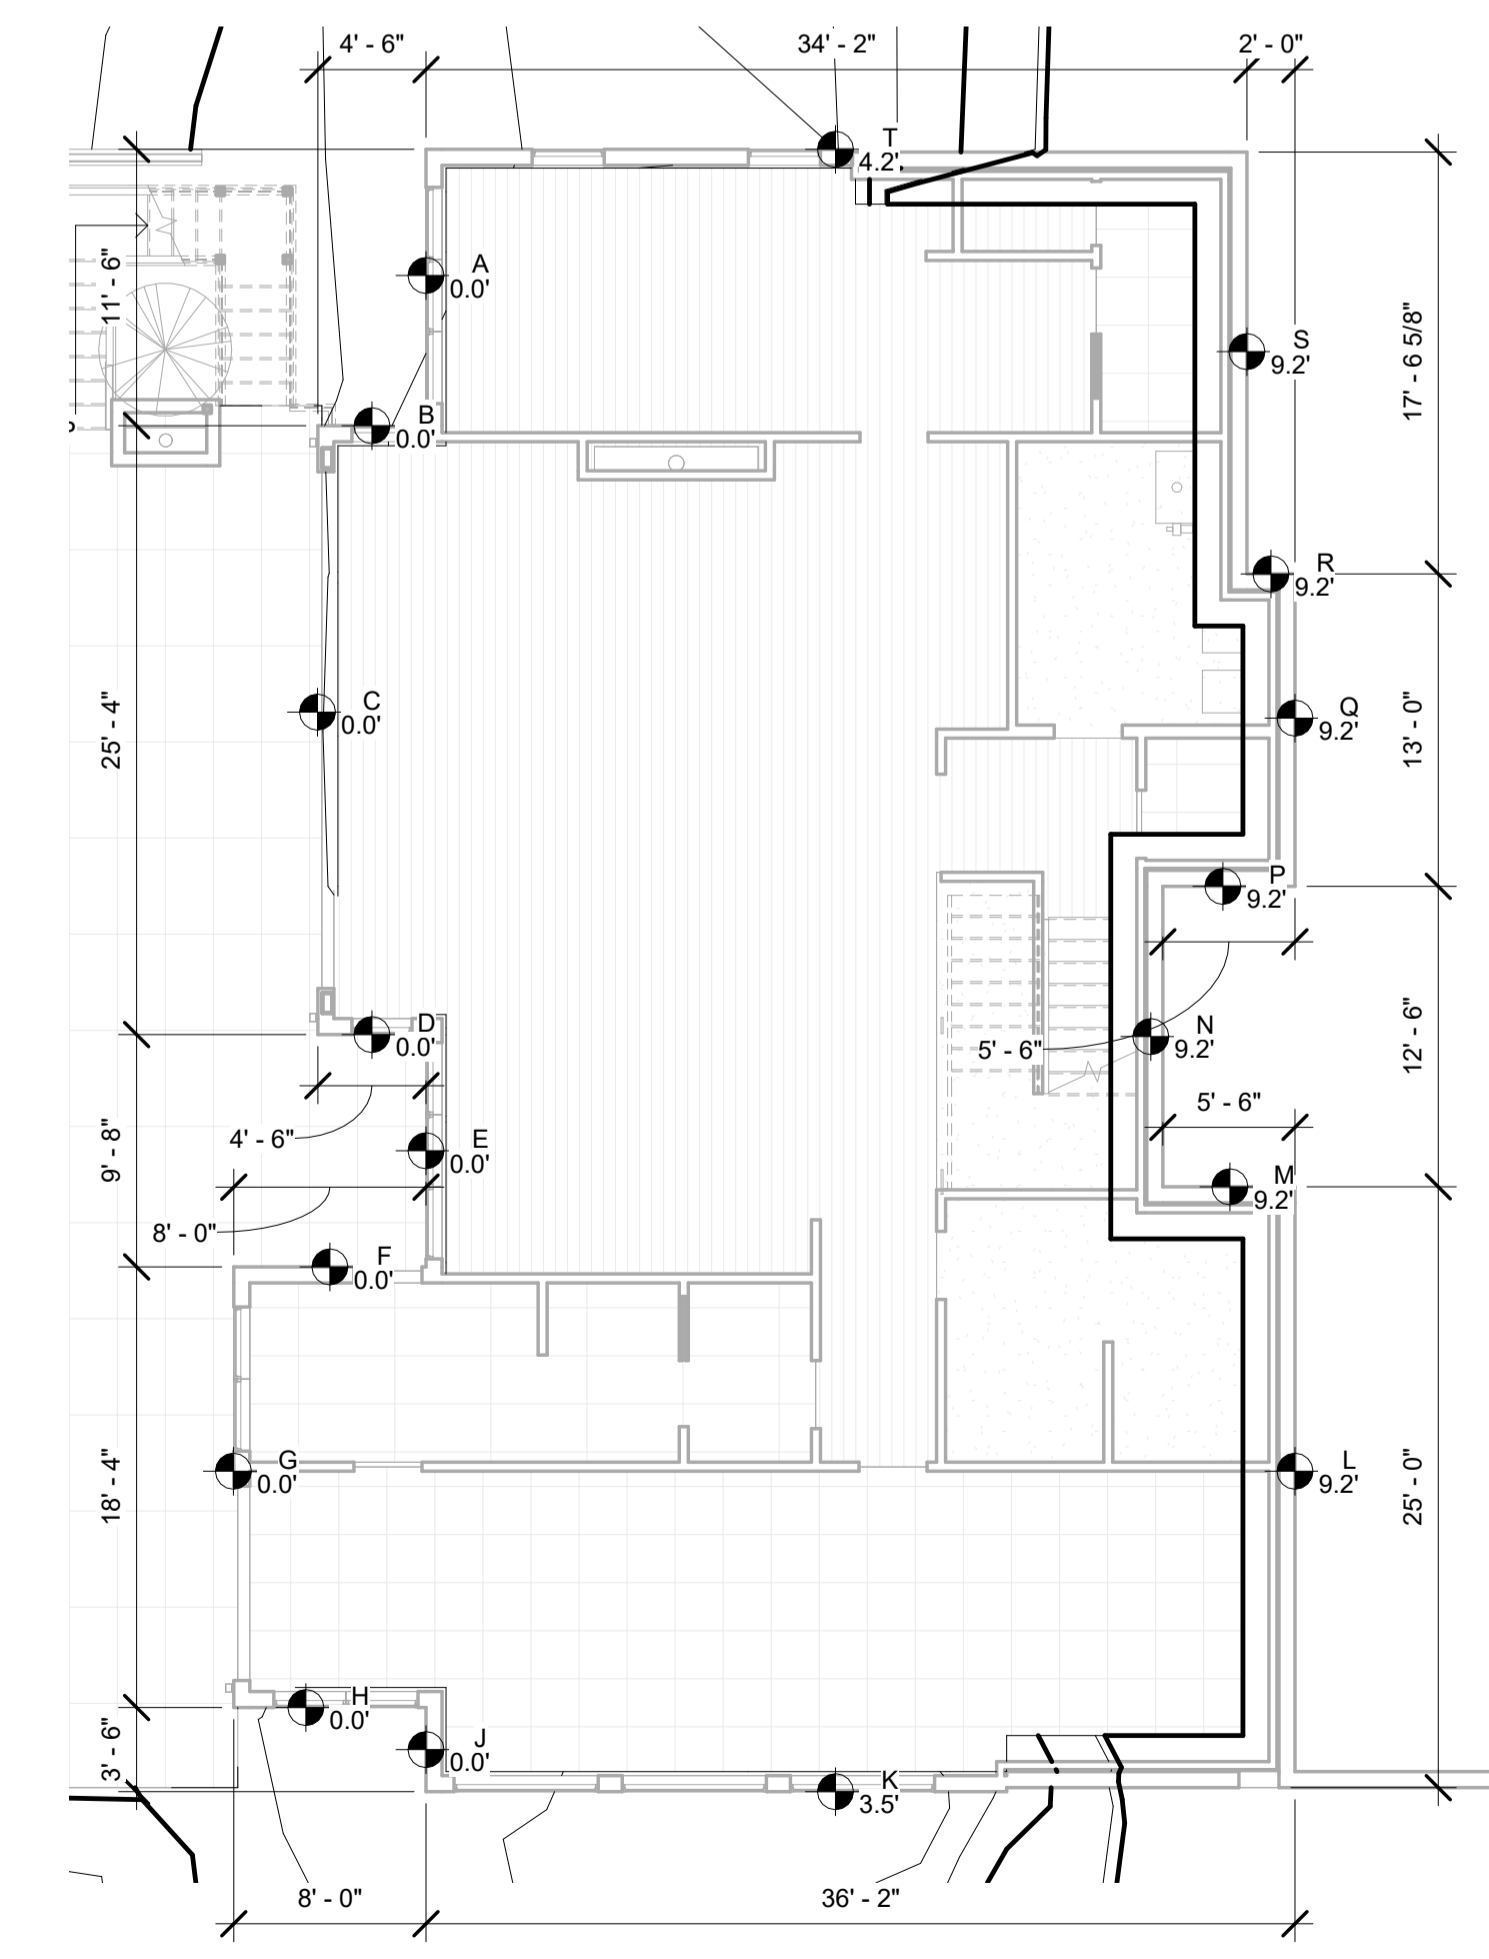 4' - 6"
34' - 2"
2' - 0"
T
4.2'
11' - 6"
A
0.0'
S
9.2'
17' - 6 5/8"
B
0.0'
R
9.2'
C
0.0'
25' - 4"
Q
9.2'
13' - 0"
P
9.2'
D
0.0'
N
9.2'
5' - 6"
12' - 6"
4' - 6"
E
0.0'
9' - 8"
5' - 6"
M
9.2'
8' - 0"
F
0.0'
G
0.0'
18' - 4"
L
9.2'
25' - 0"
H
0.0'
J
0.0'
3' - 6"
K
3.5'
8' - 0"
36' - 2"